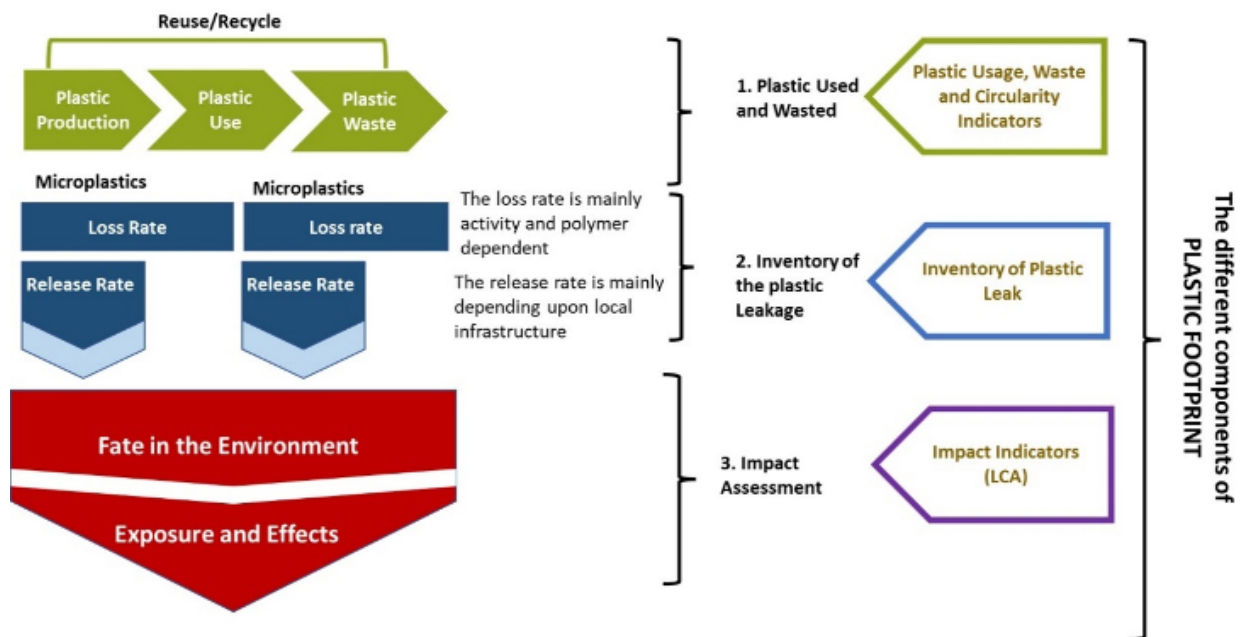 Reuse/Recycle
Plastic
Production
Plastic
Use
Plastic
Waste
1. Plastic Used
and Wasted
Plastic Usage, Waste
and Circularity
Indicators
Microplastics
Microplastics
Loss Rate
Loss rate
The loss rate is mainly
activity and polymer
dependent
Release Rate
Release Rate
The release rate is mainly
depending upon local
infrastructure
2. Inventory of
the plastic
Leakage
Inventory of Plastic
Leak
Fate in the Environment
Exposure and Effects
3. Impact
Assessment
Impact Indicators
(LCA)
The different components of
PLASTIC FOOTPRINT